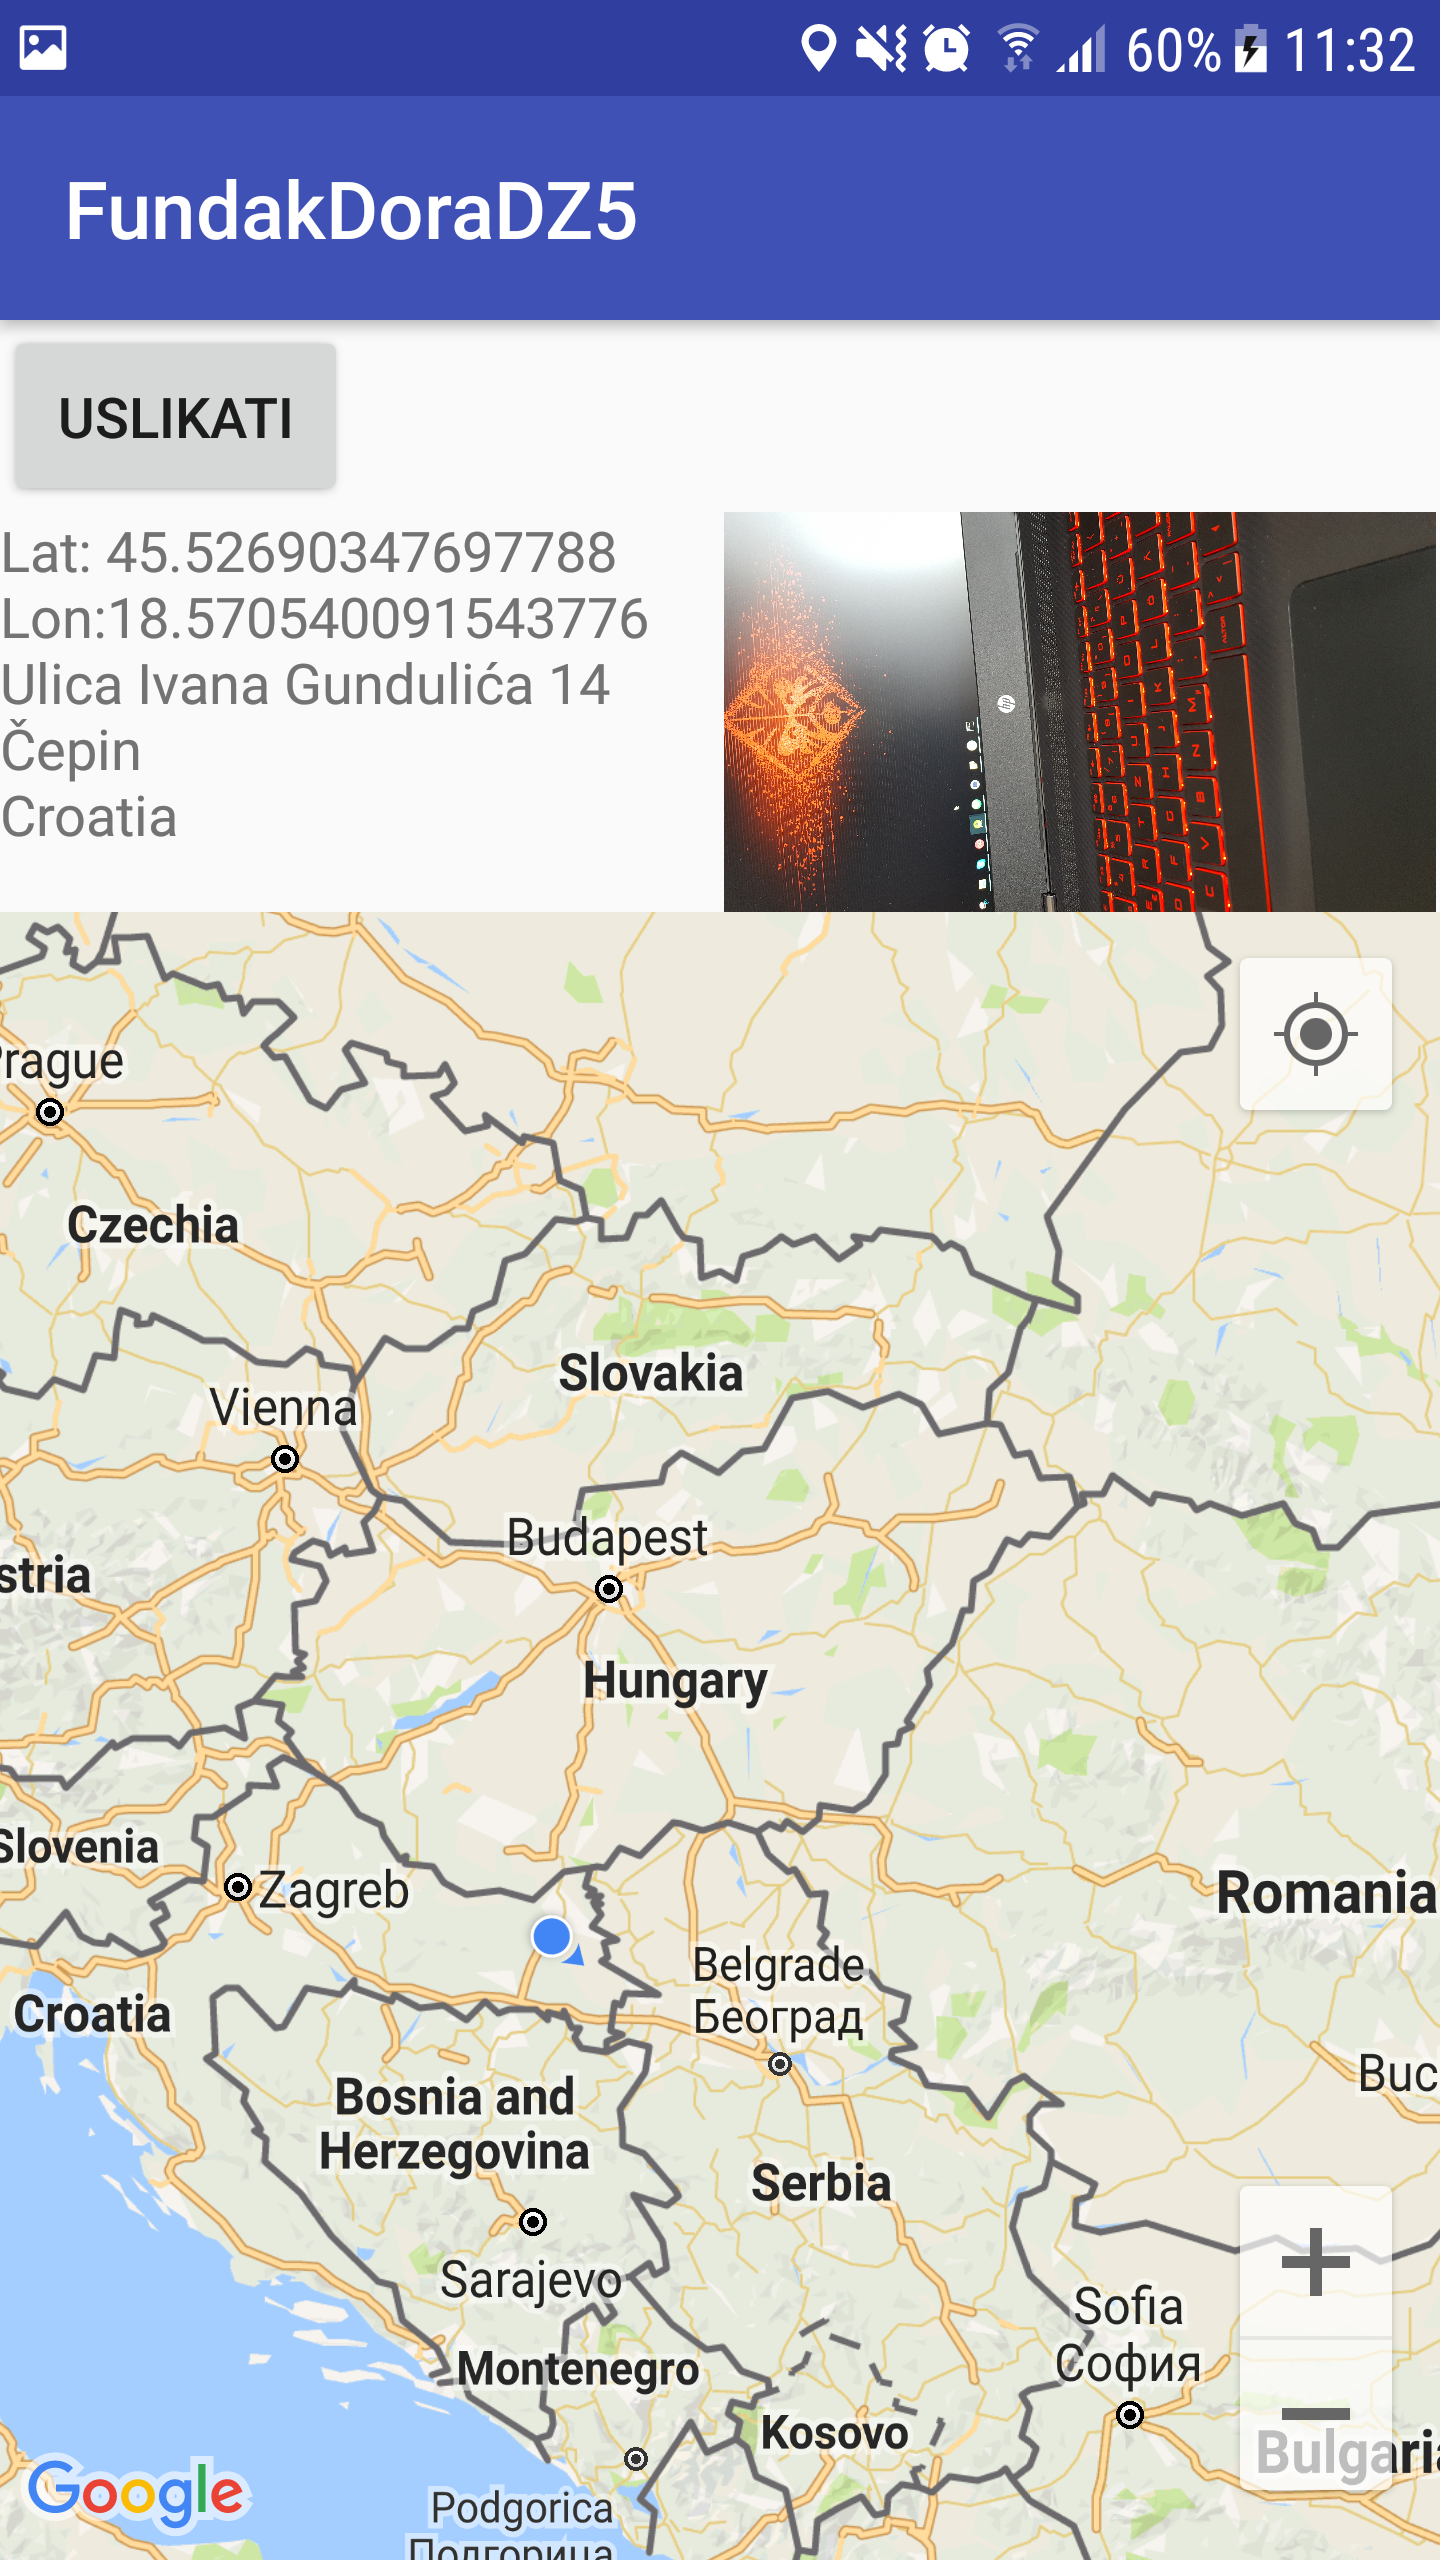 60% 11:32
FundakDoraDZ5
USLIKATI
Lat: 45.52690347697788
Lon:18.570540091543776
Ulica Ivana Gundulića 14
Čepin
Croatia
Prague
Czechia
Slovakia
Vienna
Budapest
stria
Hungary
Slovenia
Zagreb
Romania
Belgrade
Београд
Croatia
Buc
Bosnia and
Herzegovina
Serbia
Sarajevo
Sofia
София
Montenegro
Kosovo
Bulgari
Google
Podgorica
Подгорица